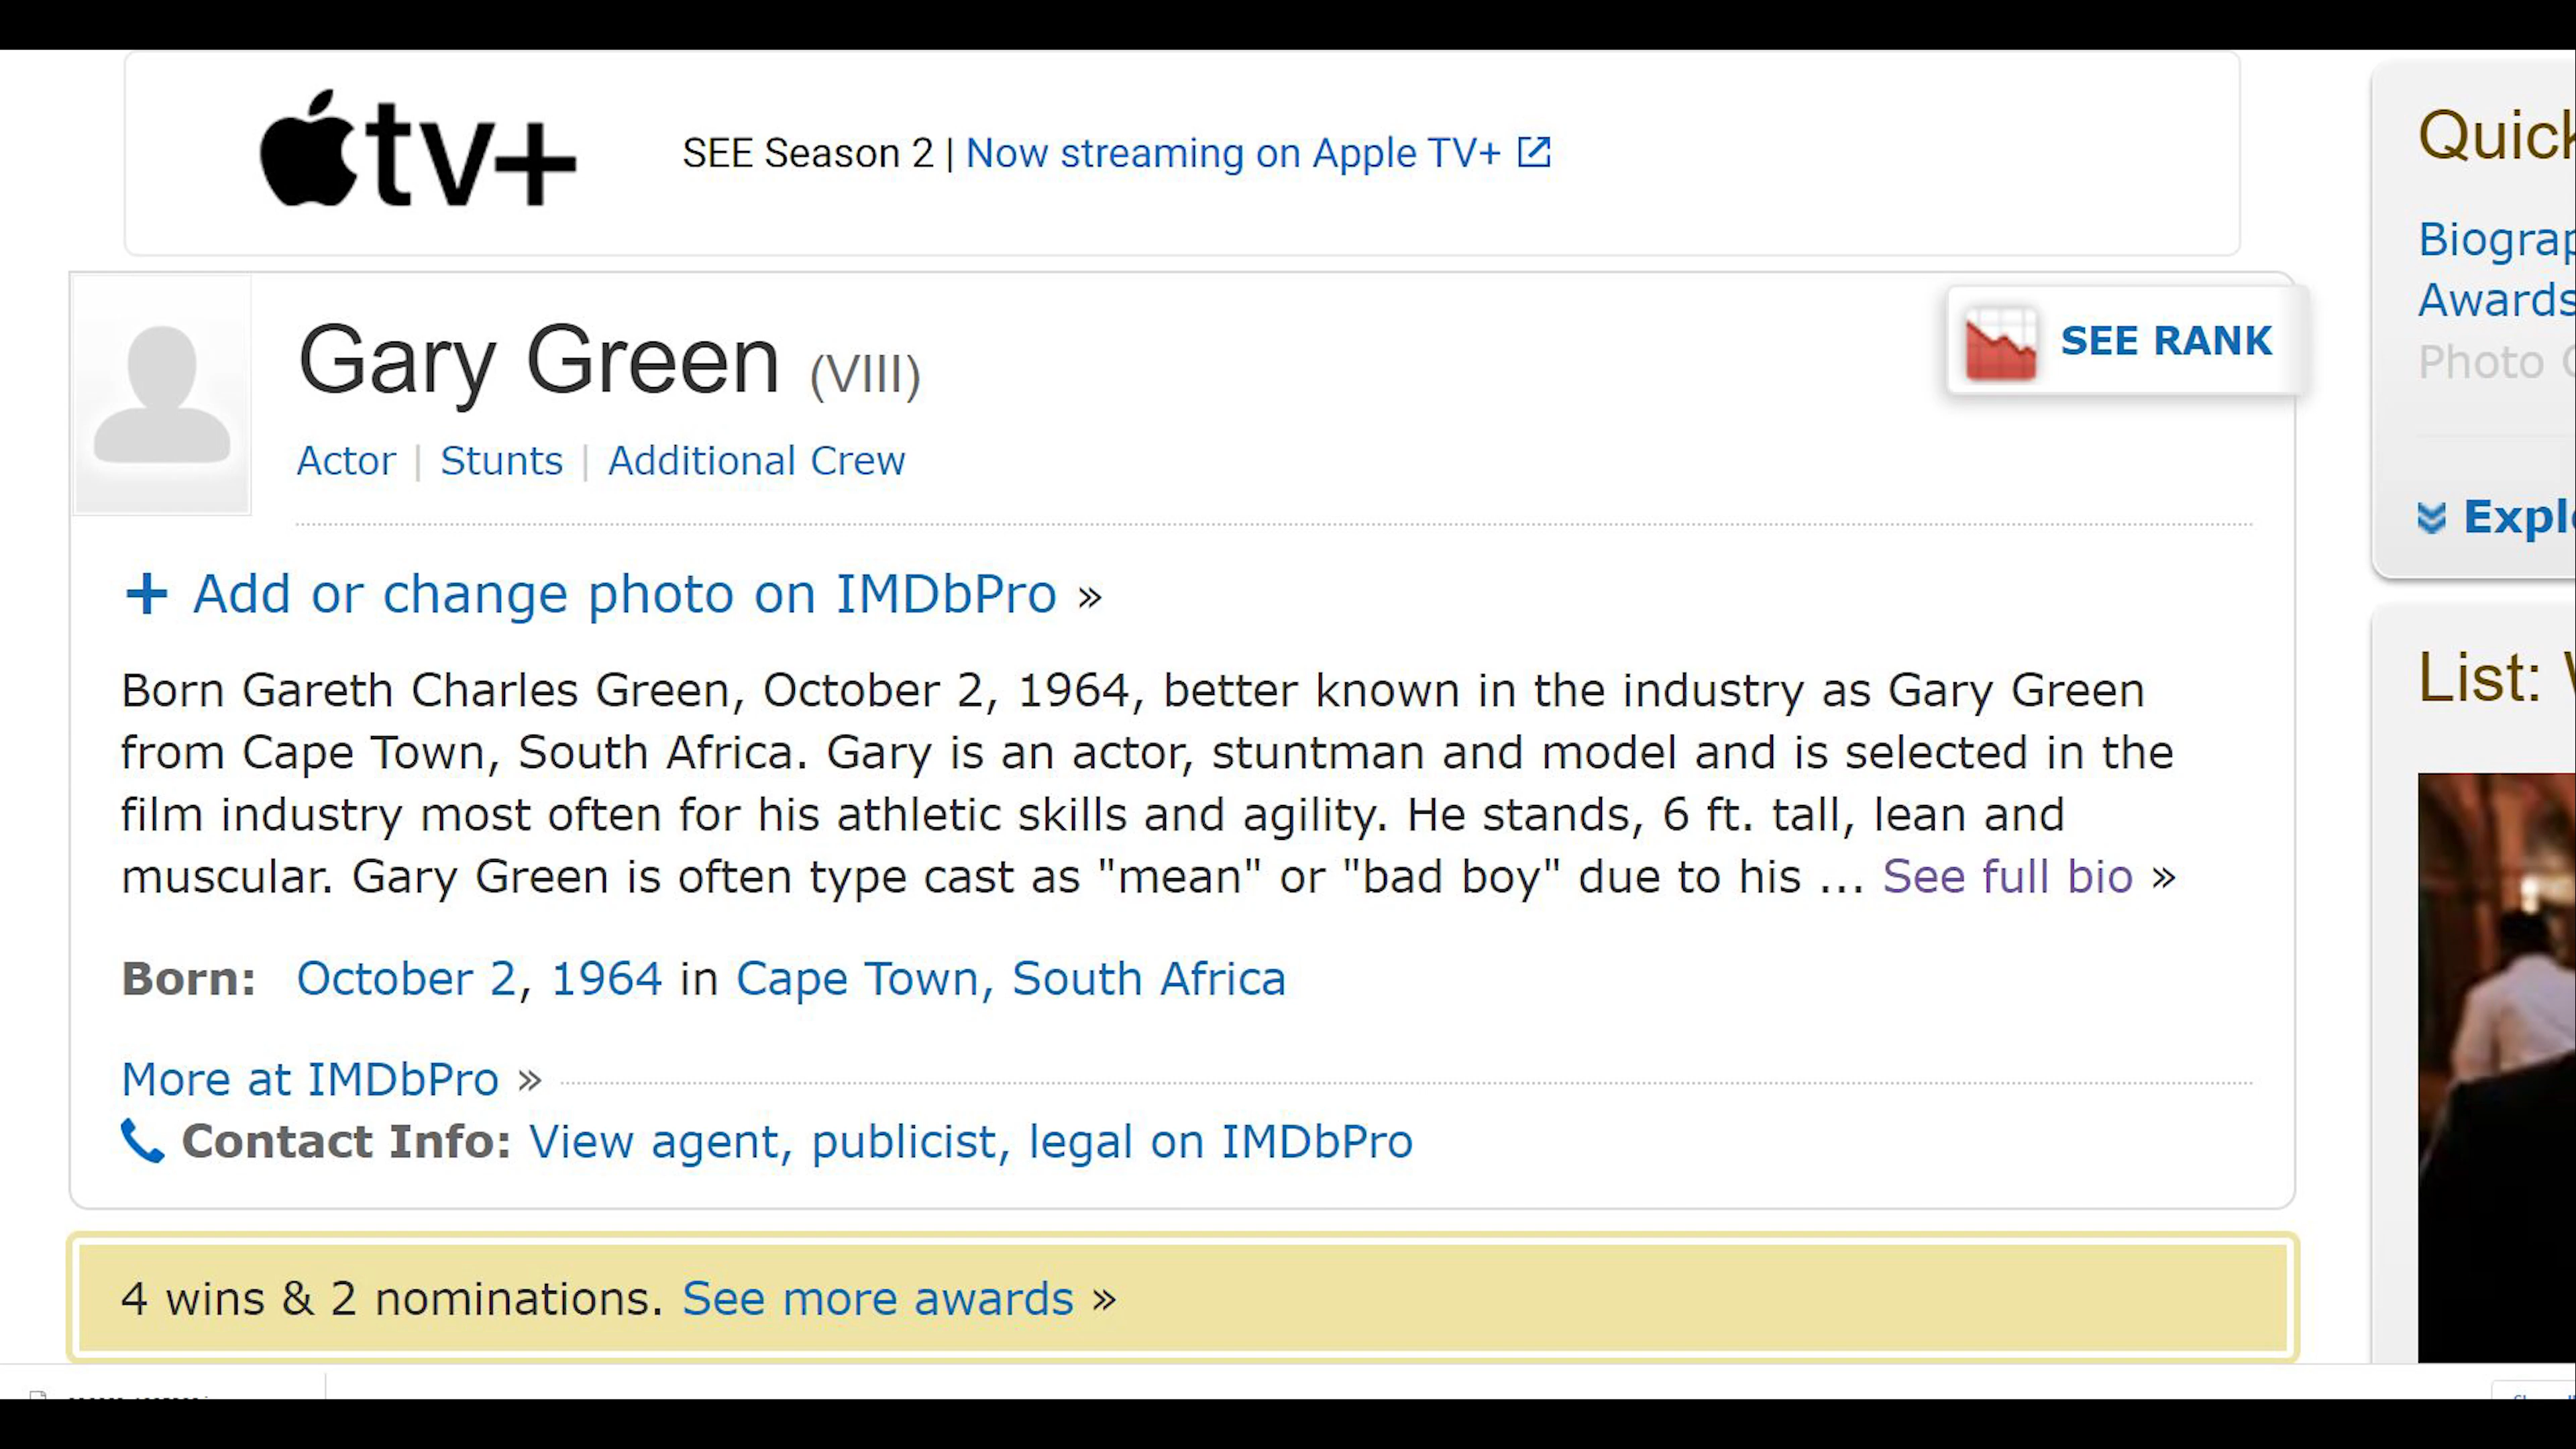 tv+
SEE Season 2 | Now streaming on Apple TV+
Gary Green (VIII)
SEE RANK
Actor | Stunts | Additional Crew
+ Add or change photo on IMDbPro »
Born Gareth Charles Green, October 2, 1964, better known in the industry as Gary Green
from Cape Town, South Africa. Gary is an actor, stuntman and model and is selected in the
film industry most often for his athletic skills and agility. He stands, 6 ft. tall, lean and
muscular. Gary Green is often type cast as "mean" or "bad boy" due to his ... See full bio »
Born: October 2, 1964 in Cape Town, South Africa
More at IMDbPro »
Contact Info: View agent, publicist, legal on IMDbPro
4 wins & 2 nominations. See more awards »
Quick
Biograp
Awards
Photo G
Explo
List: